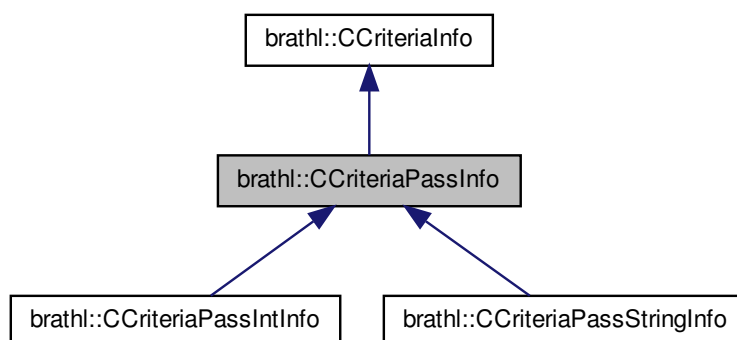 brathl::CCriteriaInfo
brathl::CCriteriaPassInfo
brathl::CCriteriaPassIntInfo
brathl::CCriteriaPassStringInfo